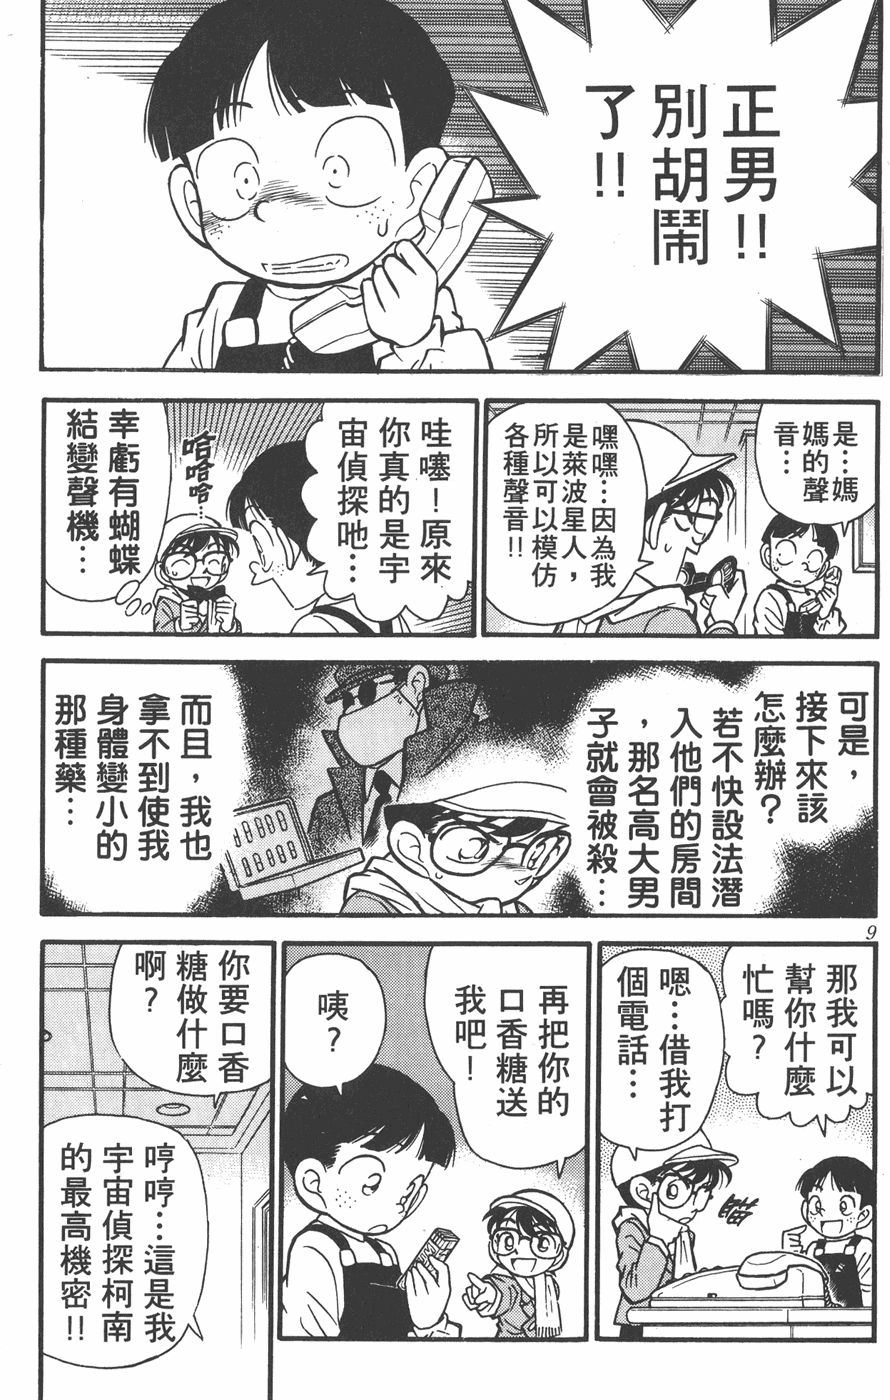 正男!!
別胡鬧
了!!
是…媽
媽的聲
音…
嘿嘿…因為我
是萊波星人，
所以可以模仿
各種聲音!!
哇噻！原來
你真的是宇
宙偵探吔…
哈哈哈…
幸虧有蝴蝶
結變聲機…
可是，
接下來該
怎麼辦？
若不快設法潛
入他們的房間
，那名高大男
子就會被殺…
而且，我也
拿不到使我
身體變小的
那種藥…
9
那我可以
幫你什麼
忙嗎？
嗯…借我打
個電話…
瞄
再把你的
口香糖送
我吧！
咦？
你要口香
糖做什麼
啊？
哼哼…這是我
宇宙偵探柯南
的最高機密!!